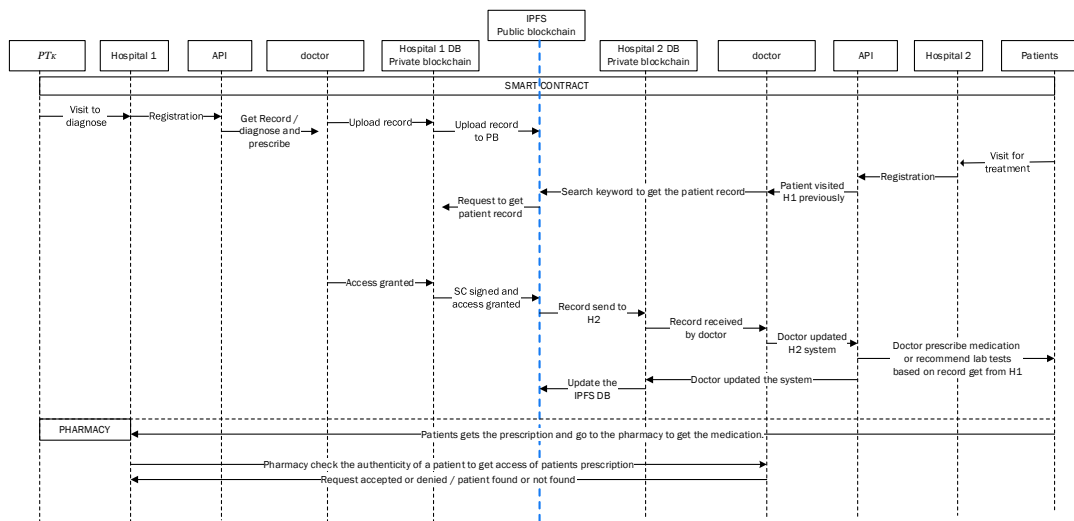 IPFS
Public blockchain
PTκ
Hospital 1
API
doctor
Hospital 1 DB
Private blockchain
Hospital 2 DB
Private blockchain
doctor
API
Hospital 2
Patients
SMART CONTRACT
Visit to
diagnose
Registration
Get Record /
diagnose and
prescribe
Upload record
Upload record
to PB
Visit for
treatment
Registration
Patient visited
H1 previously
Search keyword to get the patient record
Request to get
patient record
Access granted
SC signed and
access granted
Record send to
H2
Record received
by doctor
Doctor updated
H2 system
Doctor prescribe medication
or recommend lab tests
based on record get from H1
Doctor updated the system
Update the
IPFS DB
PHARMACY
Patients gets the prescription and go to the pharmacy to get the medication.
Pharmacy check the authenticity of a patient to get access of patients prescription
Request accepted or denied / patient found or not found